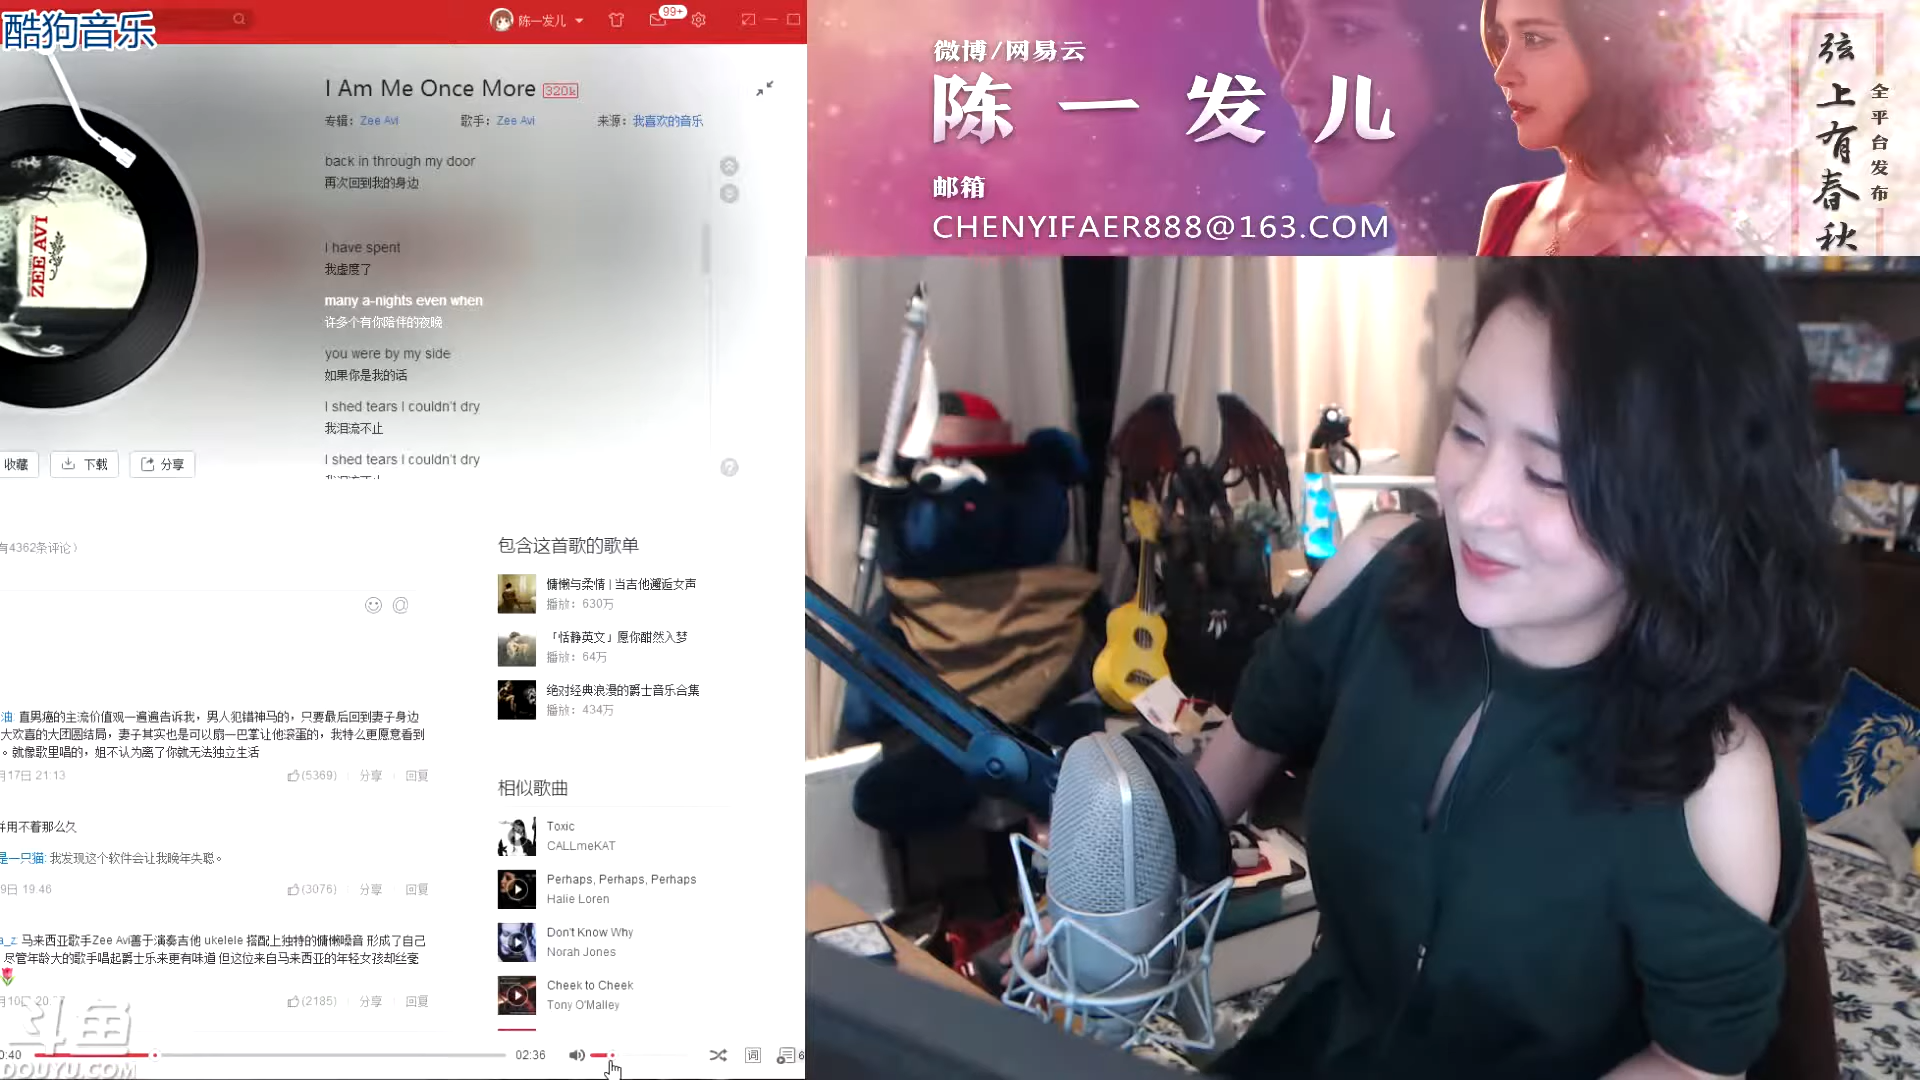 酷狗音乐
陈一发儿
99+
I Am Me Once More 320k
专辑: Zee Avi 歌手: Zee Avi 来源: 我喜欢的音乐
back in through my door
再次回到我的身边
I have spent
我虚度了
many a-nights even when
许多个有你陪伴的夜晚
you were by my side
如果你是我的话
I shed tears I couldn't dry
我泪流不止
I shed tears I couldn't dry
ZEE AVI
收藏 下载 分享
有4362条评论）
油: 直男癌的主流价值观一遍遍告诉我，男人犯错神马的，只要最后回到妻子身边
大欢喜的大团圆结局，妻子其实也是可以扇一巴掌让他滚蛋的，我特么更愿意看到
。就像歌里唱的，姐不认为离了你就无法独立生活
月17日 21:13 (5369) 分享 回复
并用不着那么久
是一只猫: 我发现这个软件会让我晚年失聪。
9日 19:46 (3076) 分享 回复
a_z: 马来西亚歌手Zee Avi善于演奏吉他 ukelele 搭配上独特的慵懒嗓音 形成了自己
尽管年龄大的歌手唱起爵士乐来更有味道 但这位来自马来西亚的年轻女孩却丝毫
(2185) 分享 回复
包含这首歌的歌单
慵懒与柔情 | 当吉他邂逅女声
播放: 630万
「恬静英文」愿你酣然入梦
播放: 64万
绝对经典浪漫的爵士音乐合集
播放: 434万
相似歌曲
Toxic
CALLmeKAT
Perhaps, Perhaps, Perhaps
Halie Loren
Don't Know Why
Norah Jones
Cheek to Cheek
Tony O'Malley
0:40 02:36 词 6
斗鱼
DOUYU.COM
微博/网易云
陈一发儿
邮箱
CHENYIFAER888@163.COM
弦上有春秋
全平台发布